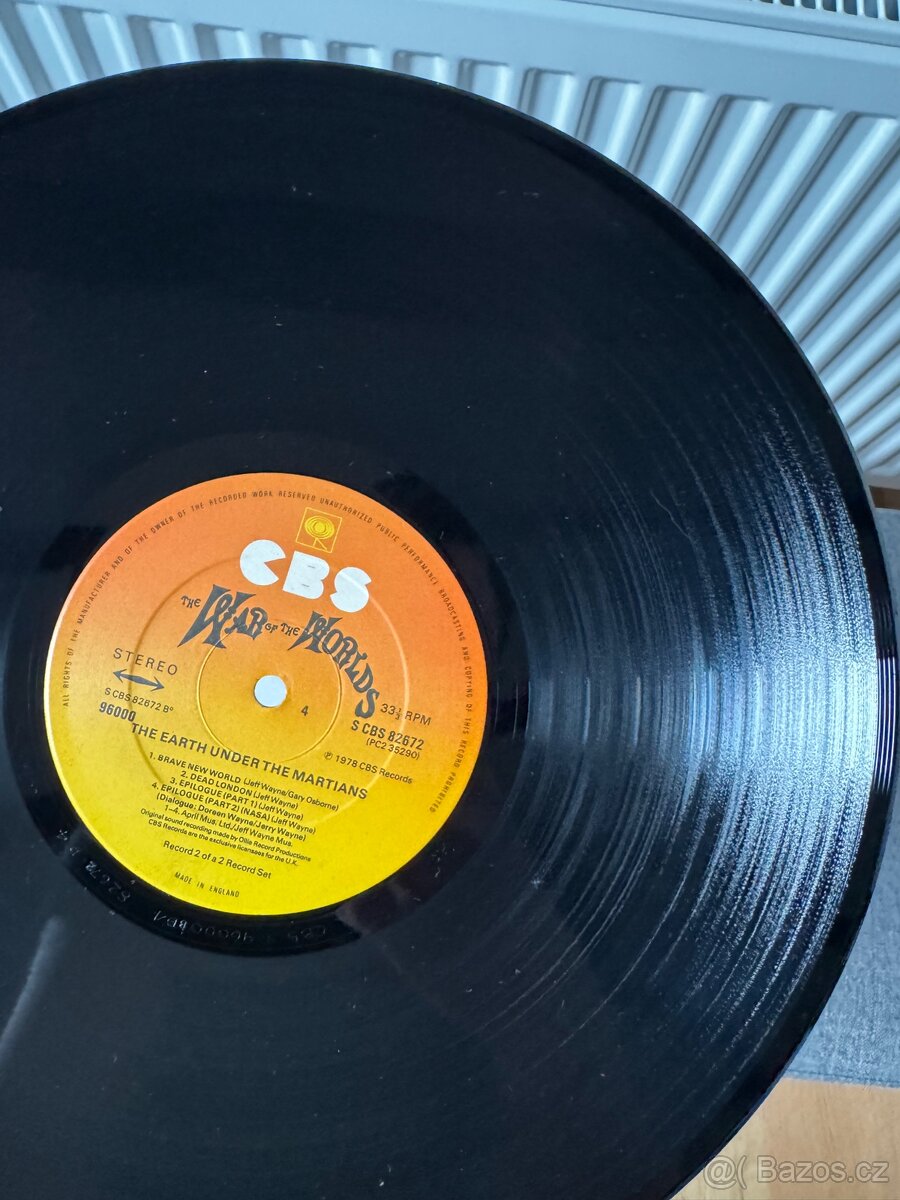 ALL RIGHTS OF THE MANUFACTURER AND OF THE OWNER OF THE RECORDED WORK RESERVED UNAUTHORIZED PUBLIC PERFORMANCE BROADCASTING AND COPYING OF THIS RECORD PROHIBITED
CBS
THE WAR OF THE WORLDS
STEREO
S CBS 82672 B°
96000
4
33⅓ RPM
S CBS 82672
(PC2 35290)
℗ 1978 CBS Records
THE EARTH UNDER THE MARTIANS
1. BRAVE NEW WORLD (Jeff Wayne/Gary Osborne)
2. DEAD LONDON (Jeff Wayne)
3. EPILOGUE (PART 1) (Jeff Wayne)
4. EPILOGUE (PART 2) (NASA) (Jeff Wayne)
(Dialogue: Doreen Wayne/Jerry Wayne)
1-4. April Mus. Ltd./Jeff Wayne Mus.
Original sound recording made by Ollie Record Productions
CBS Records are the exclusive licensees for the U.K.
Record 2 of a 2 Record Set
MADE IN ENGLAND
@ Bazos.cz